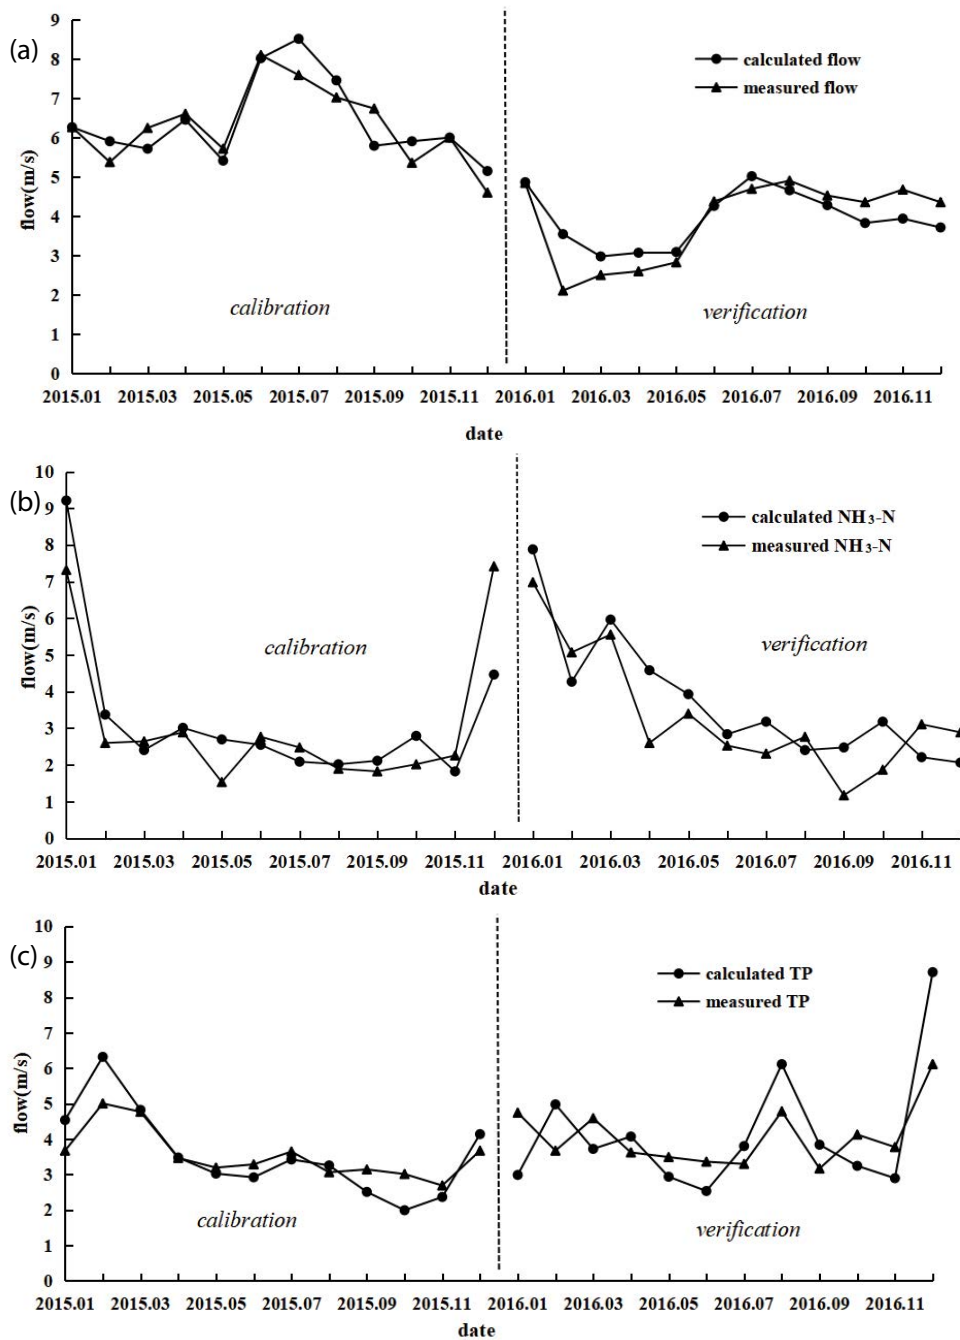 (a)
9
8
7
6
5
4
3
2
1
0
flow(m/s)
calculated flow
measured flow
calibration
verification
2015.01 2015.03 2015.05 2015.07 2015.09 2015.11 2016.01 2016.03 2016.05 2016.07 2016.09 2016.11
date
(b)
10
9
8
7
6
5
4
3
2
1
0
flow(m/s)
calculated NH₃-N
measured NH₃-N
calibration
verification
2015.01 2015.03 2015.05 2015.07 2015.09 2015.11 2016.01 2016.03 2016.05 2016.07 2016.09 2016.11
date
(c)
10
9
8
7
6
5
4
3
2
1
0
flow(m/s)
calculated TP
measured TP
calibration
verification
2015.01 2015.03 2015.05 2015.07 2015.09 2015.11 2016.01 2016.03 2016.05 2016.07 2016.09 2016.11
date